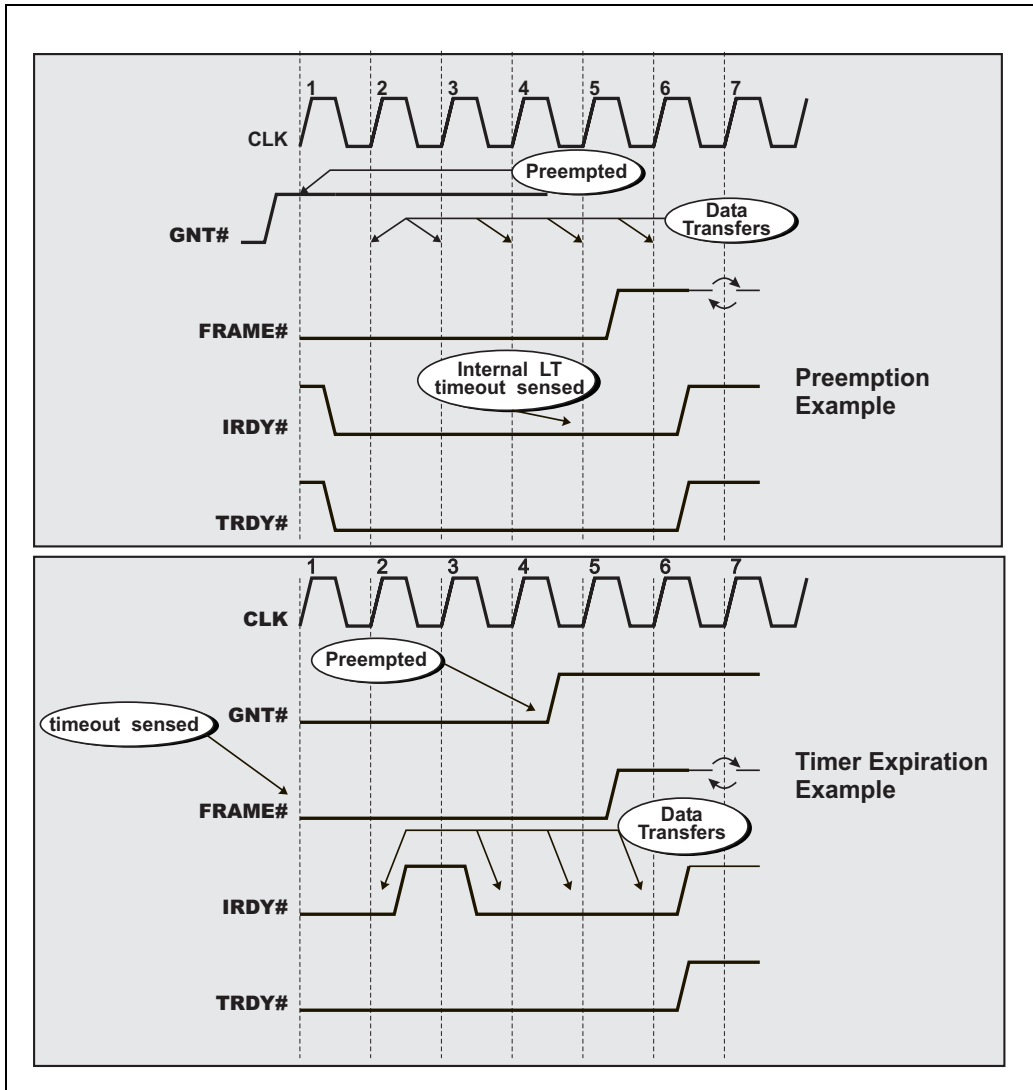 1 2 3 4 5 6 7
CLK
Preempted
GNT#
Data
Transfers
FRAME#
Internal LT
timeout sensed
IRDY#
Preemption
Example
TRDY#
1 2 3 4 5 6 7
CLK
Preempted
GNT#
timeout sensed
FRAME#
Timer Expiration
Example
Data
Transfers
IRDY#
TRDY#